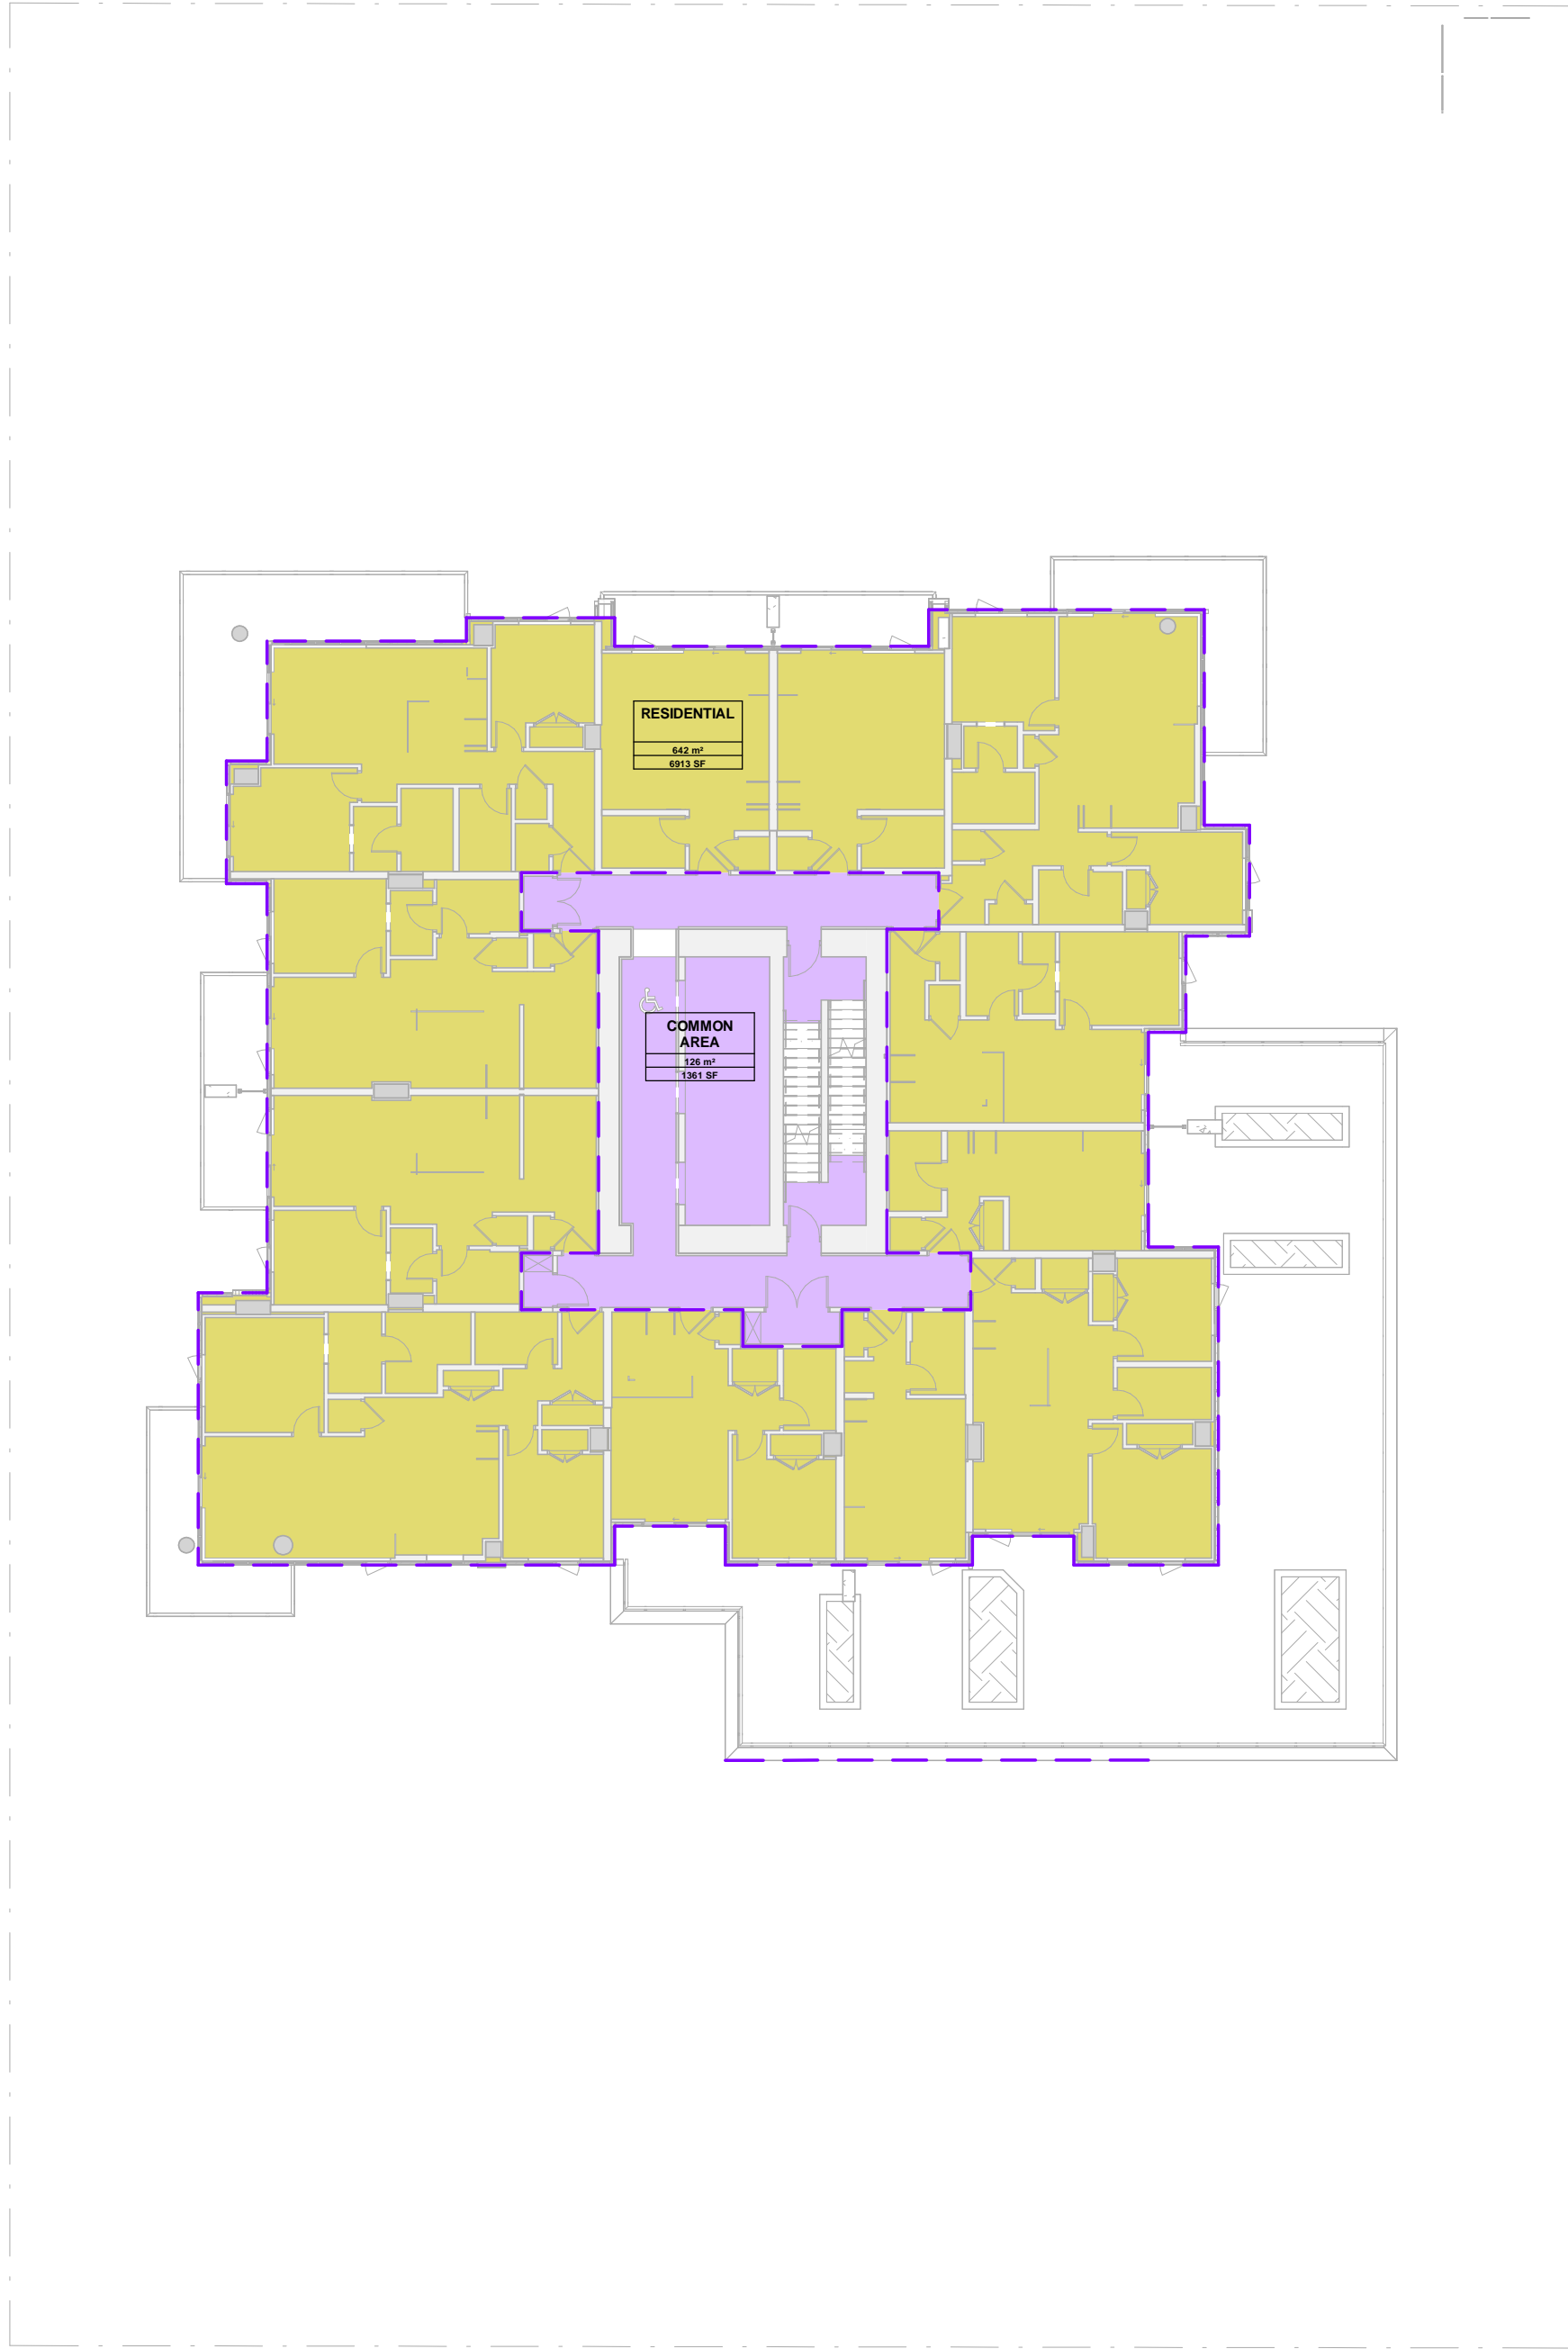 RESIDENTIAL
642 m²
6913 SF
COMMON
AREA
126 m²
1361 SF